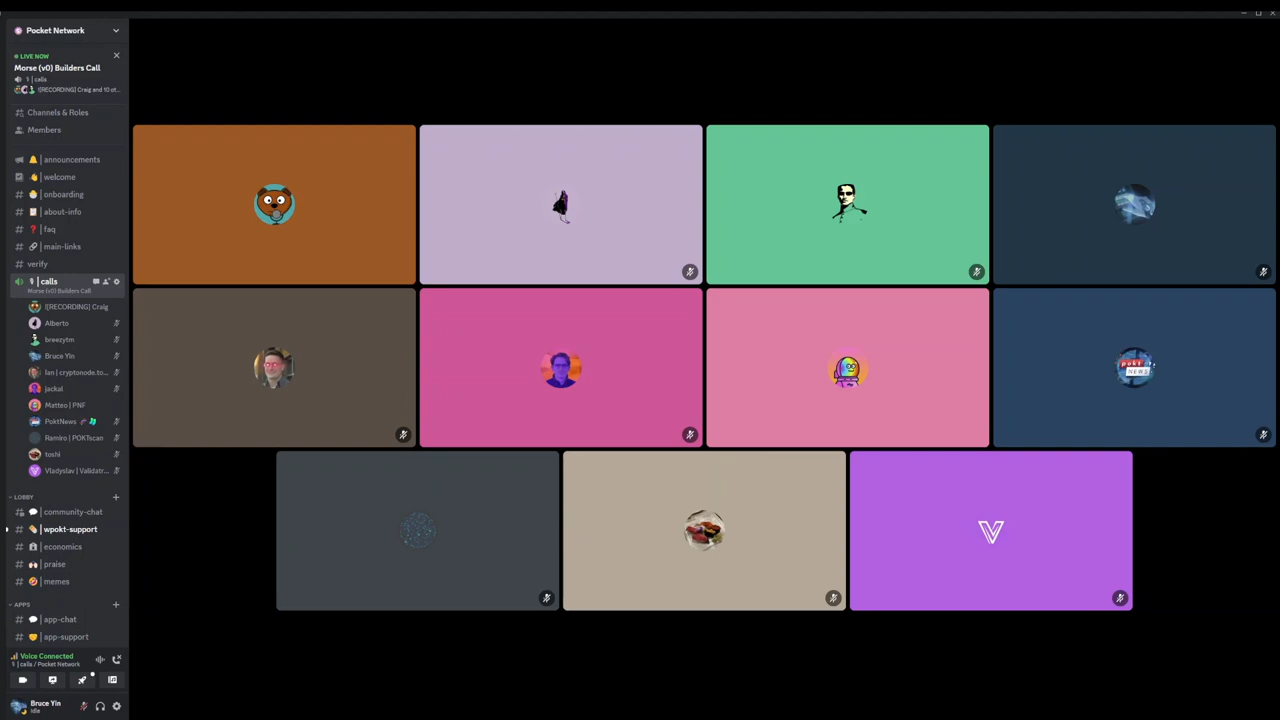 Pocket Network
LIVE NOW
Morse (v0) Builders Call
| calls
![RECORDING] Craig and 10 ot...
Channels & Roles
Members
| announcements
| welcome
| onboarding
| about-info
| faq
| main-links
verify
| calls
Morse (v0) Builders Call
![RECORDING] Craig
Alberto
breezytm
Bruce Yin
Ian | cryptonode.to...
jackal
Matteo | PNF
PoktNews
Ramiro | POKTscan
toshi
Vladyslav | Validatr...
LOBBY
| community-chat
| wpokt-support
| economics
| praise
| memes
APPS
| app-chat
| app-support
Voice Connected
| calls / Pocket Network
Bruce Yin
Idle
pokt
NEWS